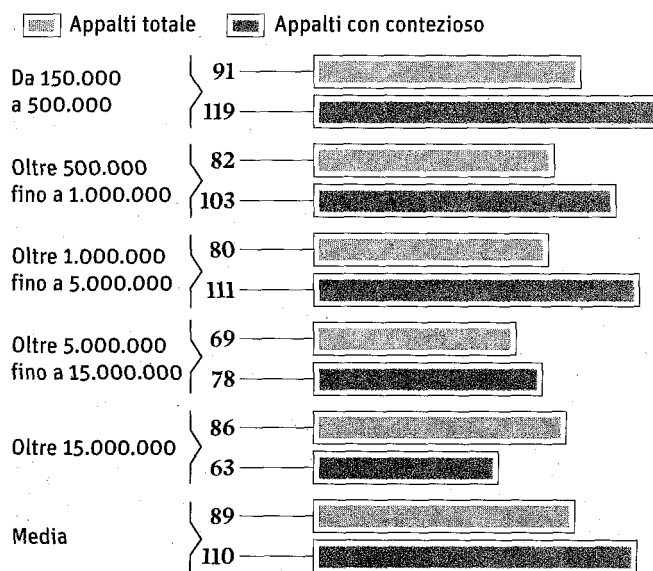 Appalti totale Appalti con contezioso
Da 150.000
a 500.000
91
119
Oltre 500.000
fino a 1.000.000
82
103
Oltre 1.000.000
fino a 5.000.000
80
111
Oltre 5.000.000
fino a 15.000.000
69
78
Oltre 15.000.000
86
63
Media
89
110